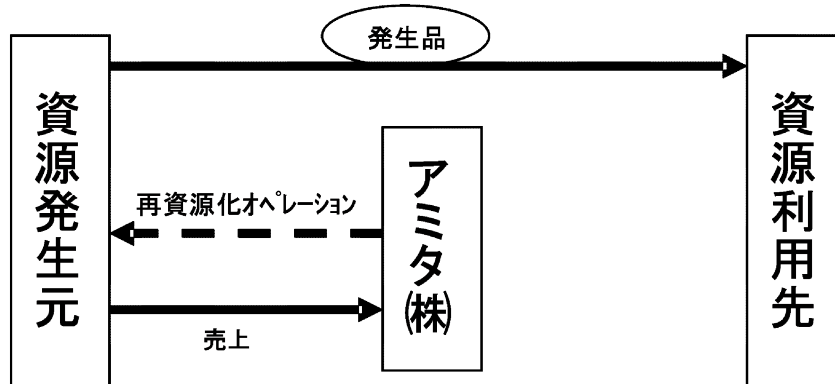 発生品
資源発生元
再資源化オペレーション
売上
アミタ㈱
資源利用先